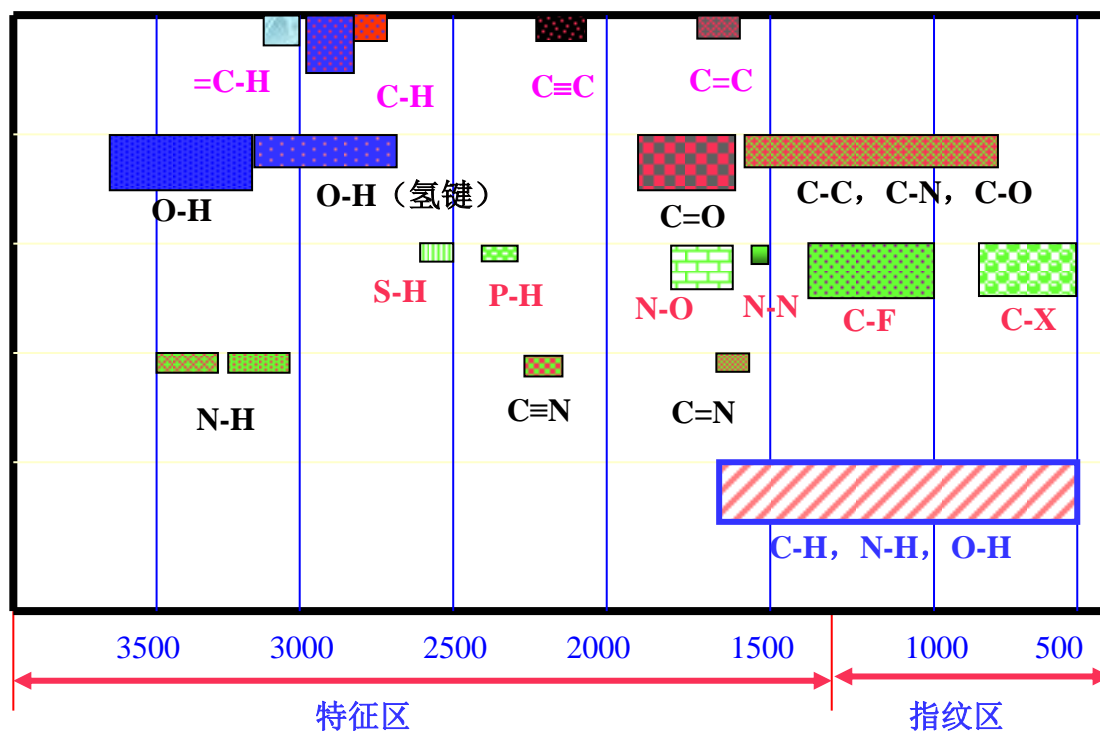 =C-H C-H C≡C C=C
O-H O-H（氢键） C=O C-C，C-N，C-O
S-H P-H N-O N-N C-F C-X
N-H C≡N C=N
C-H，N-H，O-H
3500 3000 2500 2000 1500 1000 500
特征区 指纹区